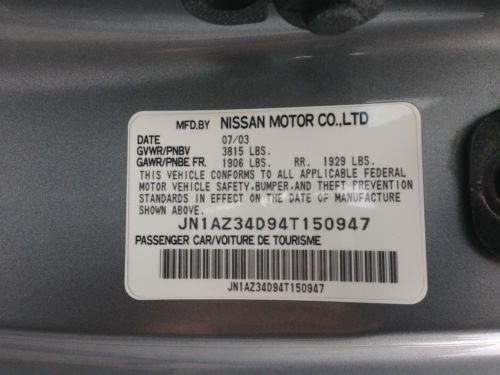 MFD.BY NISSAN MOTOR CO.,LTD
DATE 07/03
GVWR/PNBV 3815 LBS.
GAWR/PNBE FR. 1906 LBS. RR. 1929 LBS.
THIS VEHICLE CONFORMS TO ALL APPLICABLE FEDERAL
MOTOR VEHICLE SAFETY,BUMPER,AND THEFT PREVENTION
STANDARDS IN EFFECT ON THE DATE OF MANUFACTURE
SHOWN ABOVE.
JN1AZ34D94T150947
PASSENGER CAR/VOITURE DE TOURISME
JN1AZ34D94T150947